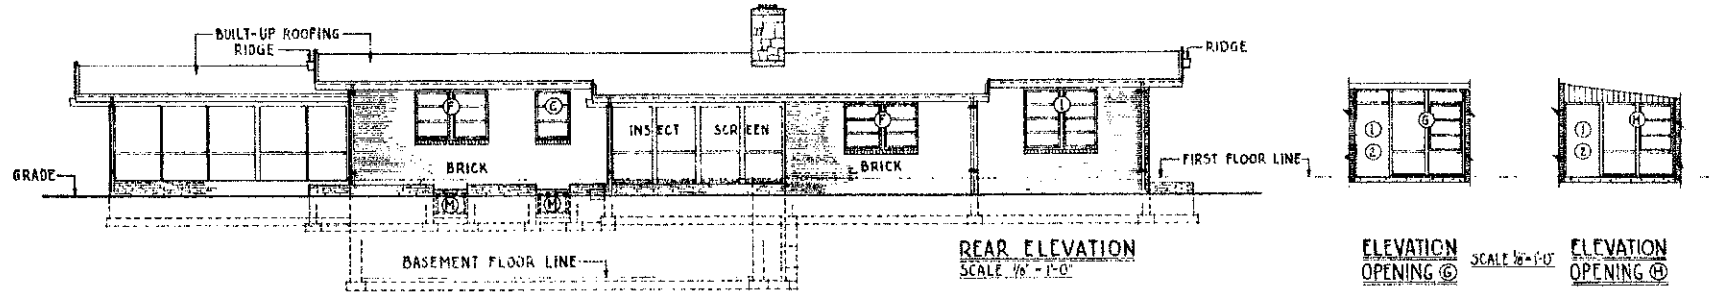 BUILT-UP ROOFING
RIDGE
RIDGE
F
INSECT SCREEN
F
I
BRICK
BRICK
FIRST FLOOR LINE
GRADE
M
M
BASEMENT FLOOR LINE
REAR ELEVATION
SCALE 1/8" = 1'-0"
1
2
G
1
2
H
ELEVATION
OPENING G
SCALE 1/8" = 1'-0"
ELEVATION
OPENING H